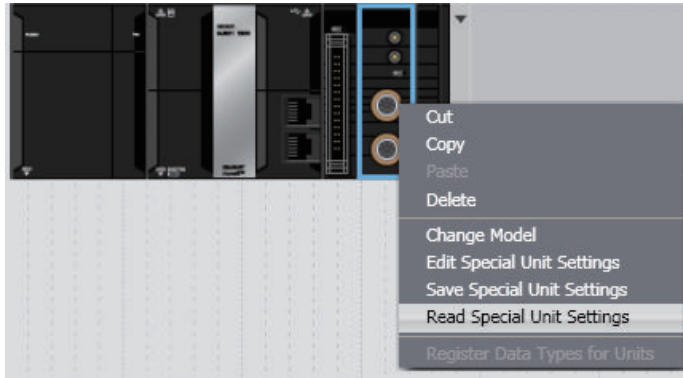 Cut
Copy
Paste
Delete
Change Model
Edit Special Unit Settings
Save Special Unit Settings
Read Special Unit Settings
Register Data Types for Units